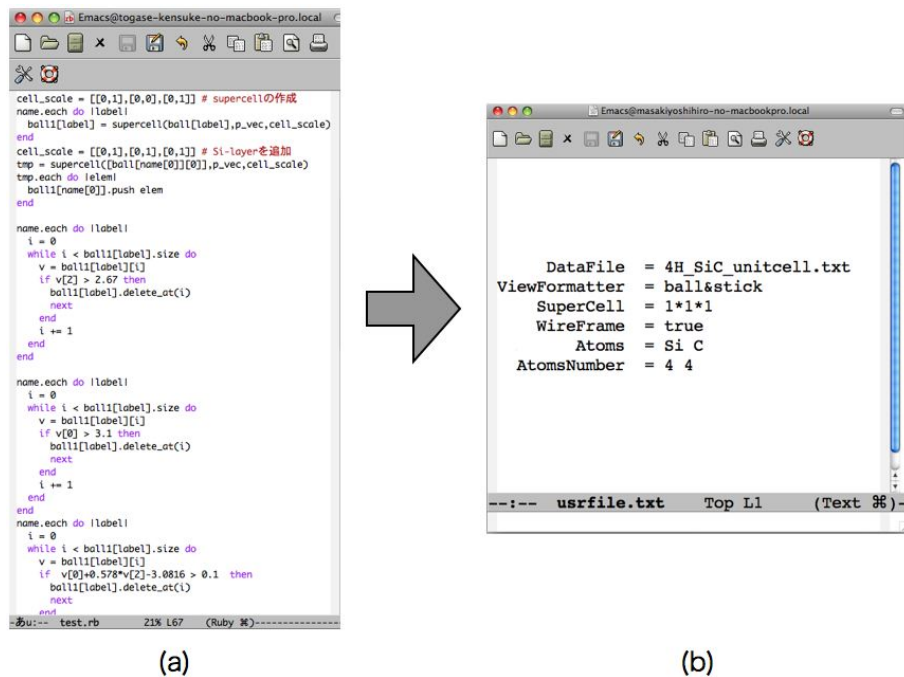 Emacs@togase-kensuke-no-macbook-pro.local
cell_scale = [[0,1],[0,0],[0,1]] # supercellの作成
name.each do |label|
  ball1[label] = supercell(ball[label],p_vec,cell_scale)
end
cell_scale = [[0,1],[0,1],[0,1]] # Si-layerを追加
tmp = supercell([ball[name[0]][0]],p_vec,cell_scale)
tmp.each do |elem|
  ball1[name[0]].push elem
end
name.each do |label|
  i = 0
  while i < ball1[label].size do
    v = ball1[label][i]
    if v[2] > 2.67 then
      ball1[label].delete_at(i)
      next
    end
    i += 1
  end
end
name.each do |label|
  i = 0
  while i < ball1[label].size do
    v = ball1[label][i]
    if v[0] > 3.1 then
      ball1[label].delete_at(i)
      next
    end
    i += 1
  end
end
name.each do |label|
  i = 0
  while i < ball1[label].size do
    v = ball1[label][i]
    if  v[0]+0.578*v[2]-3.0816 > 0.1  then
      ball1[label].delete_at(i)
      next
    end
-あu:--  test.rb  21% L67  (Ruby ⌘)---------------
(a)
Emacs@masakiyoshihiro-no-macbookpro.local
DataFile = 4H_SiC_unitcell.txt
ViewFormatter = ball&stick
SuperCell = 1*1*1
WireFrame = true
Atoms = Si C
AtomsNumber = 4 4
--:--  usrfile.txt  Top L1  (Text ⌘)-
(b)